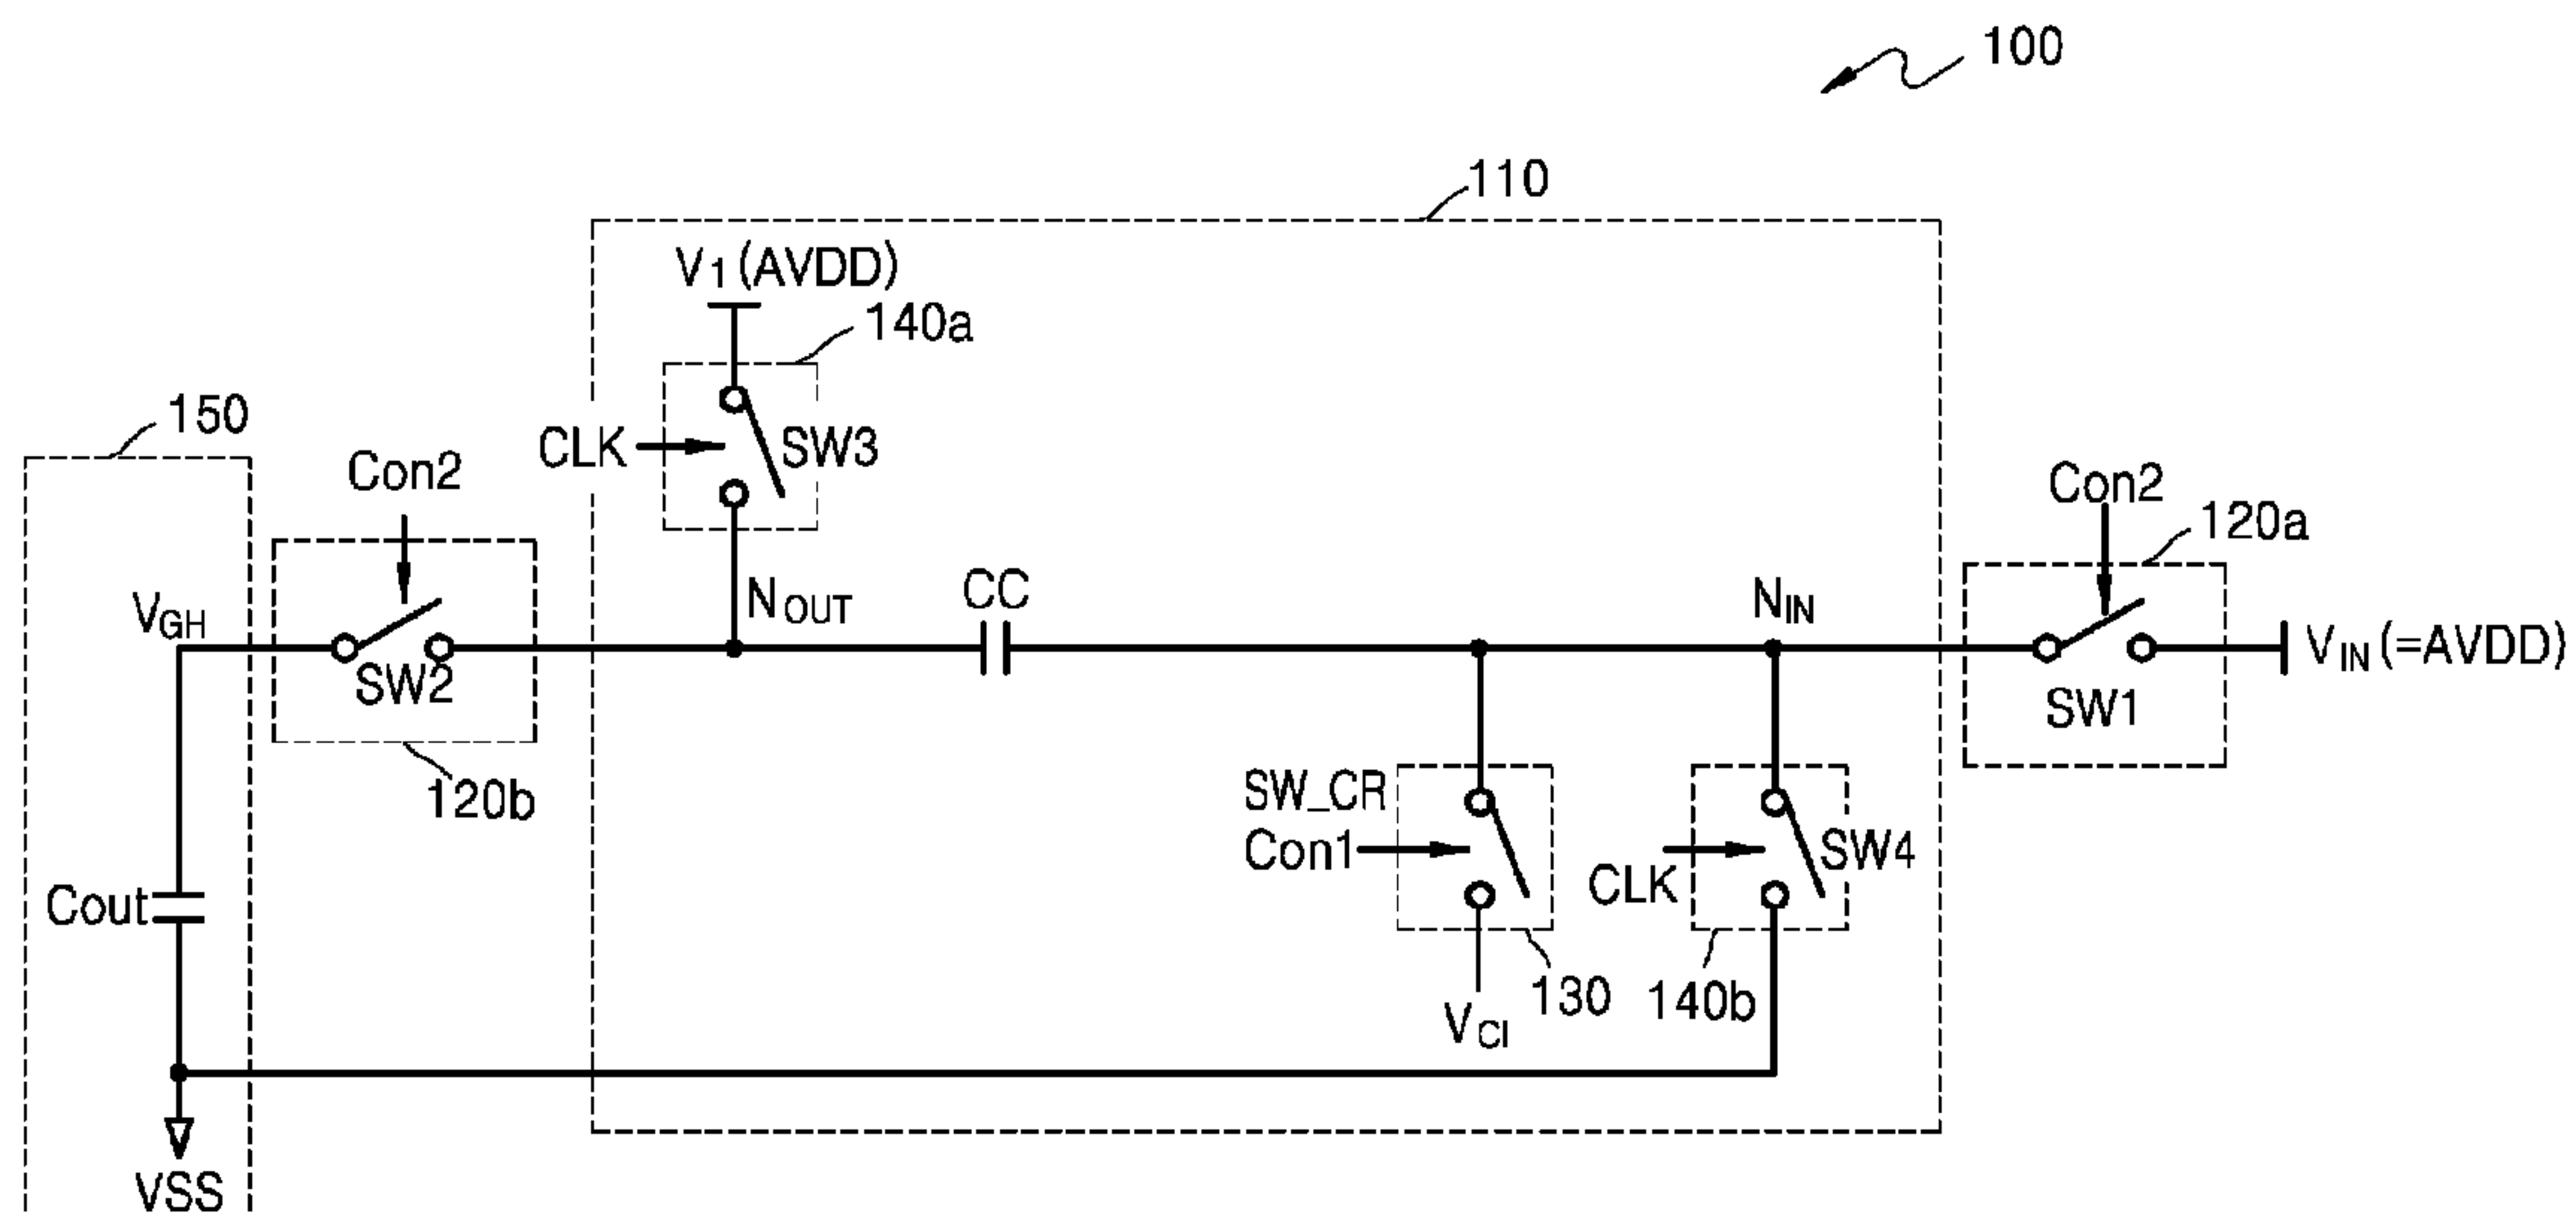 100
110
V1(AVDD)
140a
150
CLK
SW3
Con2
Con2
120a
VGH
NOUT
CC
NIN
VIN(=AVDD)
SW2
SW1
120b
SW_CR
Con1
SW4
CLK
Cout
130
140b
VCI
VSS